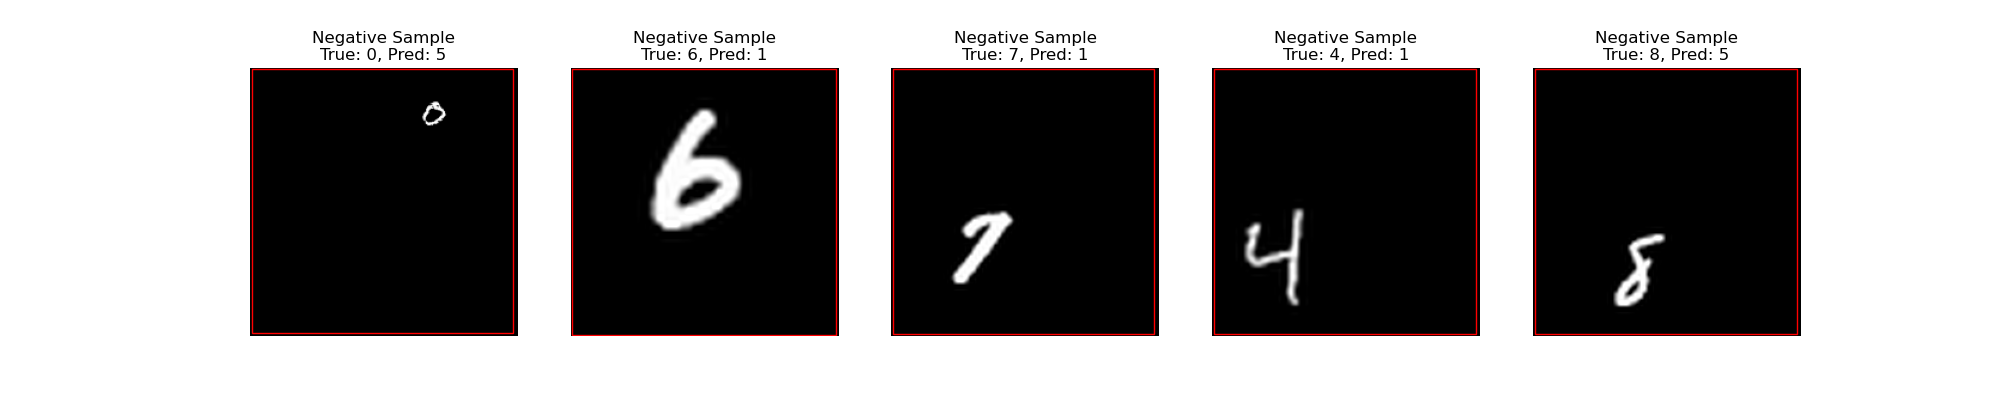 Negative Sample
True: 0, Pred: 5
Negative Sample
True: 6, Pred: 1
Negative Sample
True: 7, Pred: 1
Negative Sample
True: 4, Pred: 1
Negative Sample
True: 8, Pred: 5
0
6
7
4
8